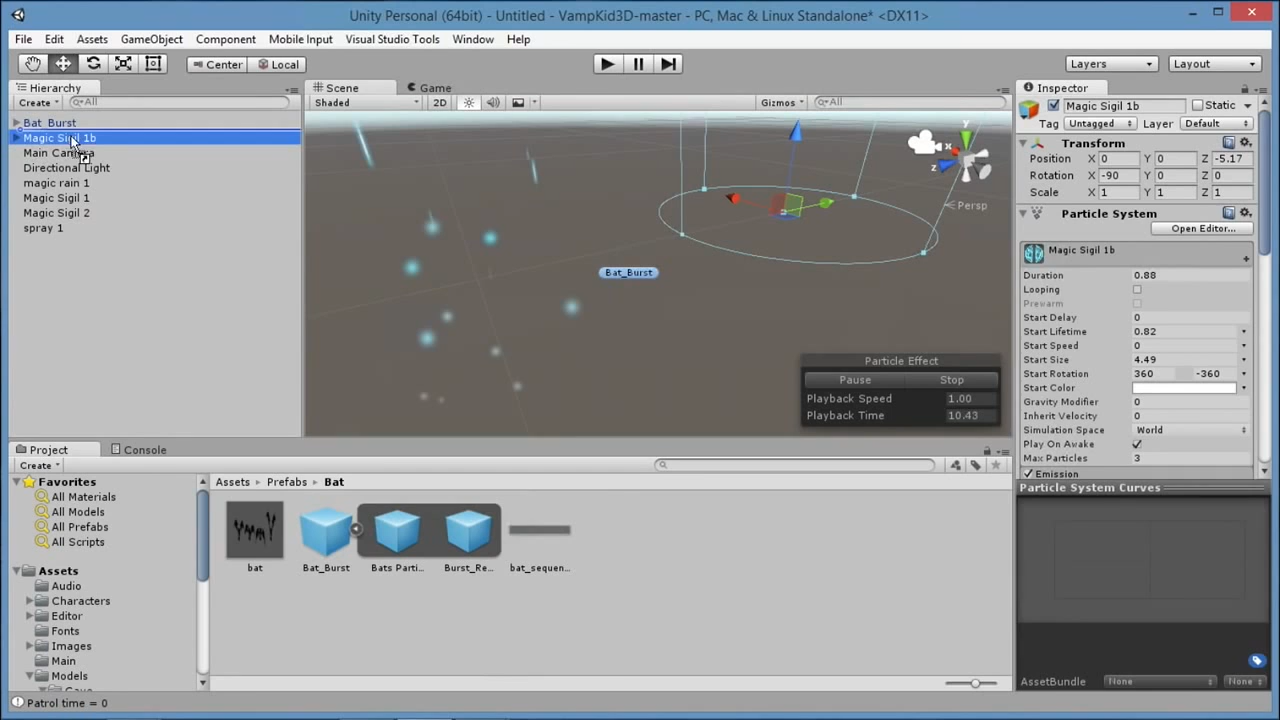 Unity Personal (64bit) - Untitled - VampKid3D-master - PC, Mac & Linux Standalone* <DX11>
File Edit Assets GameObject Component Mobile Input Visual Studio Tools Window Help
Center Local Layers Layout
Hierarchy Scene Game Inspector
Create All Shaded 2D Gizmos All
Magic Sigil 1b Static
Tag Untagged Layer Default
Bat_Burst
Magic Sigil 1b
Main
Directional Light
magic rain 1
Magic Sigil 1
Magic Sigil 2
spray 1
y
x
z
Persp
Bat_Burst
Particle Effect
Pause Stop
Playback Speed 1.00
Playback Time 10.43
Transform
Position X 0 Y 0 Z -5.17
Rotation X -90 Y 0 Z 0
Scale X 1 Y 1 Z 1
Particle System
Open Editor...
Magic Sigil 1b
Duration 0.88
Looping
Prewarm
Start Delay 0
Start Lifetime 0.82
Start Speed 0
Start Size 4.49
Start Rotation 360 -360
Start Color
Gravity Modifier 0
Inherit Velocity 0
Simulation Space World
Play On Awake
Max Particles 3
Emission
Particle System Curves
AssetBundle None None
Project Console
Create
Favorites
All Materials
All Models
All Prefabs
All Scripts
Assets
Audio
Characters
Editor
Fonts
Images
Main
Models
Assets Prefabs Bat
bat Bat_Burst Bats Parti... Burst_Re... bat_sequen...
Patrol time = 0